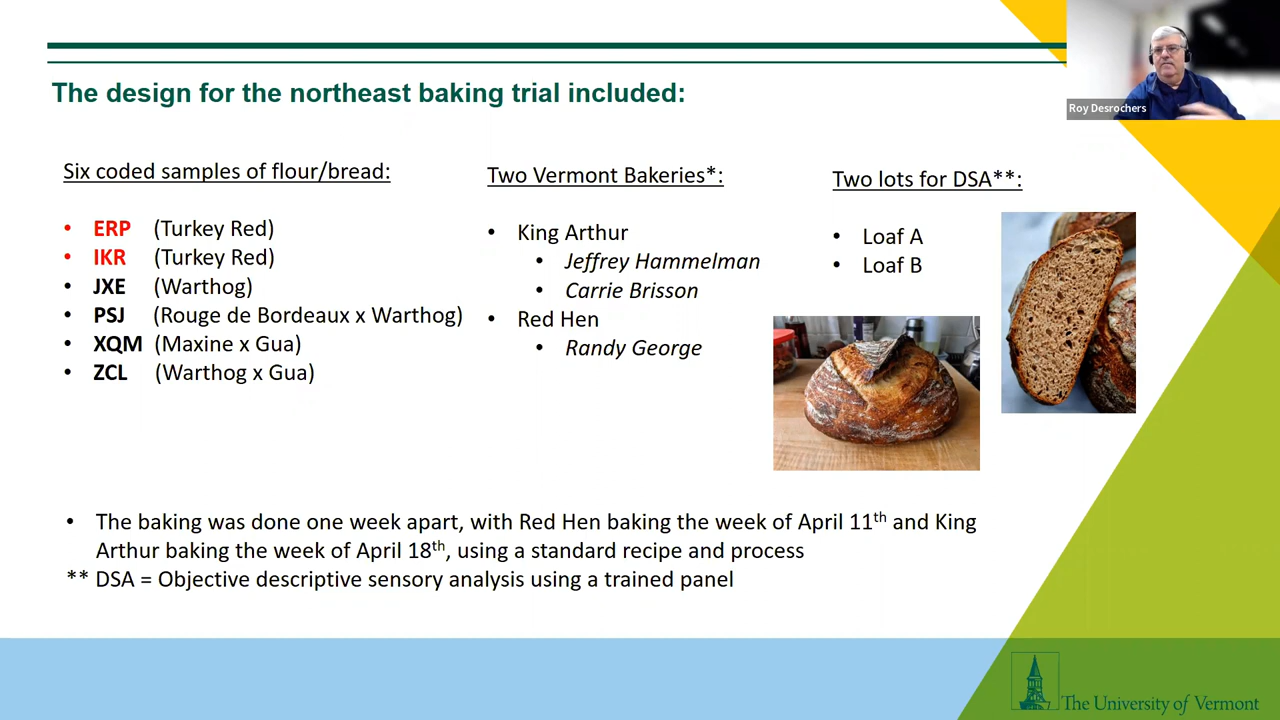 Roy Desrochers
The design for the northeast baking trial included:
Six coded samples of flour/bread:
• ERP (Turkey Red)
• IKR (Turkey Red)
• JXE (Warthog)
• PSJ (Rouge de Bordeaux x Warthog)
• XQM (Maxine x Gua)
• ZCL (Warthog x Gua)
Two Vermont Bakeries*:
• King Arthur
• Jeffrey Hammelman
• Carrie Brisson
• Red Hen
• Randy George
Two lots for DSA**:
• Loaf A
• Loaf B
• The baking was done one week apart, with Red Hen baking the week of April 11th and King
Arthur baking the week of April 18th, using a standard recipe and process
** DSA = Objective descriptive sensory analysis using a trained panel
The University of Vermont